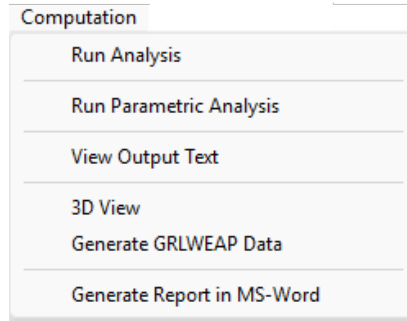 Computation
Run Analysis
Run Parametric Analysis
View Output Text
3D View
Generate GRLWEAP Data
Generate Report in MS-Word